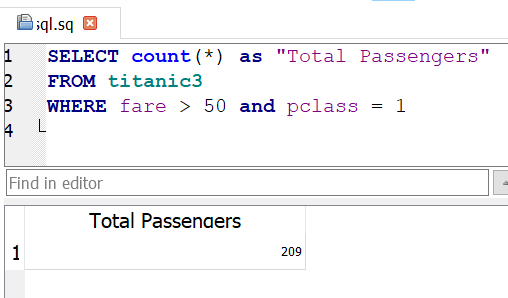 sql.sq
1 SELECT count(*) as "Total Passengers"
2 FROM titanic3
3 WHERE fare > 50 and pclass = 1
4
Find in editor
Total Passengers
1 209